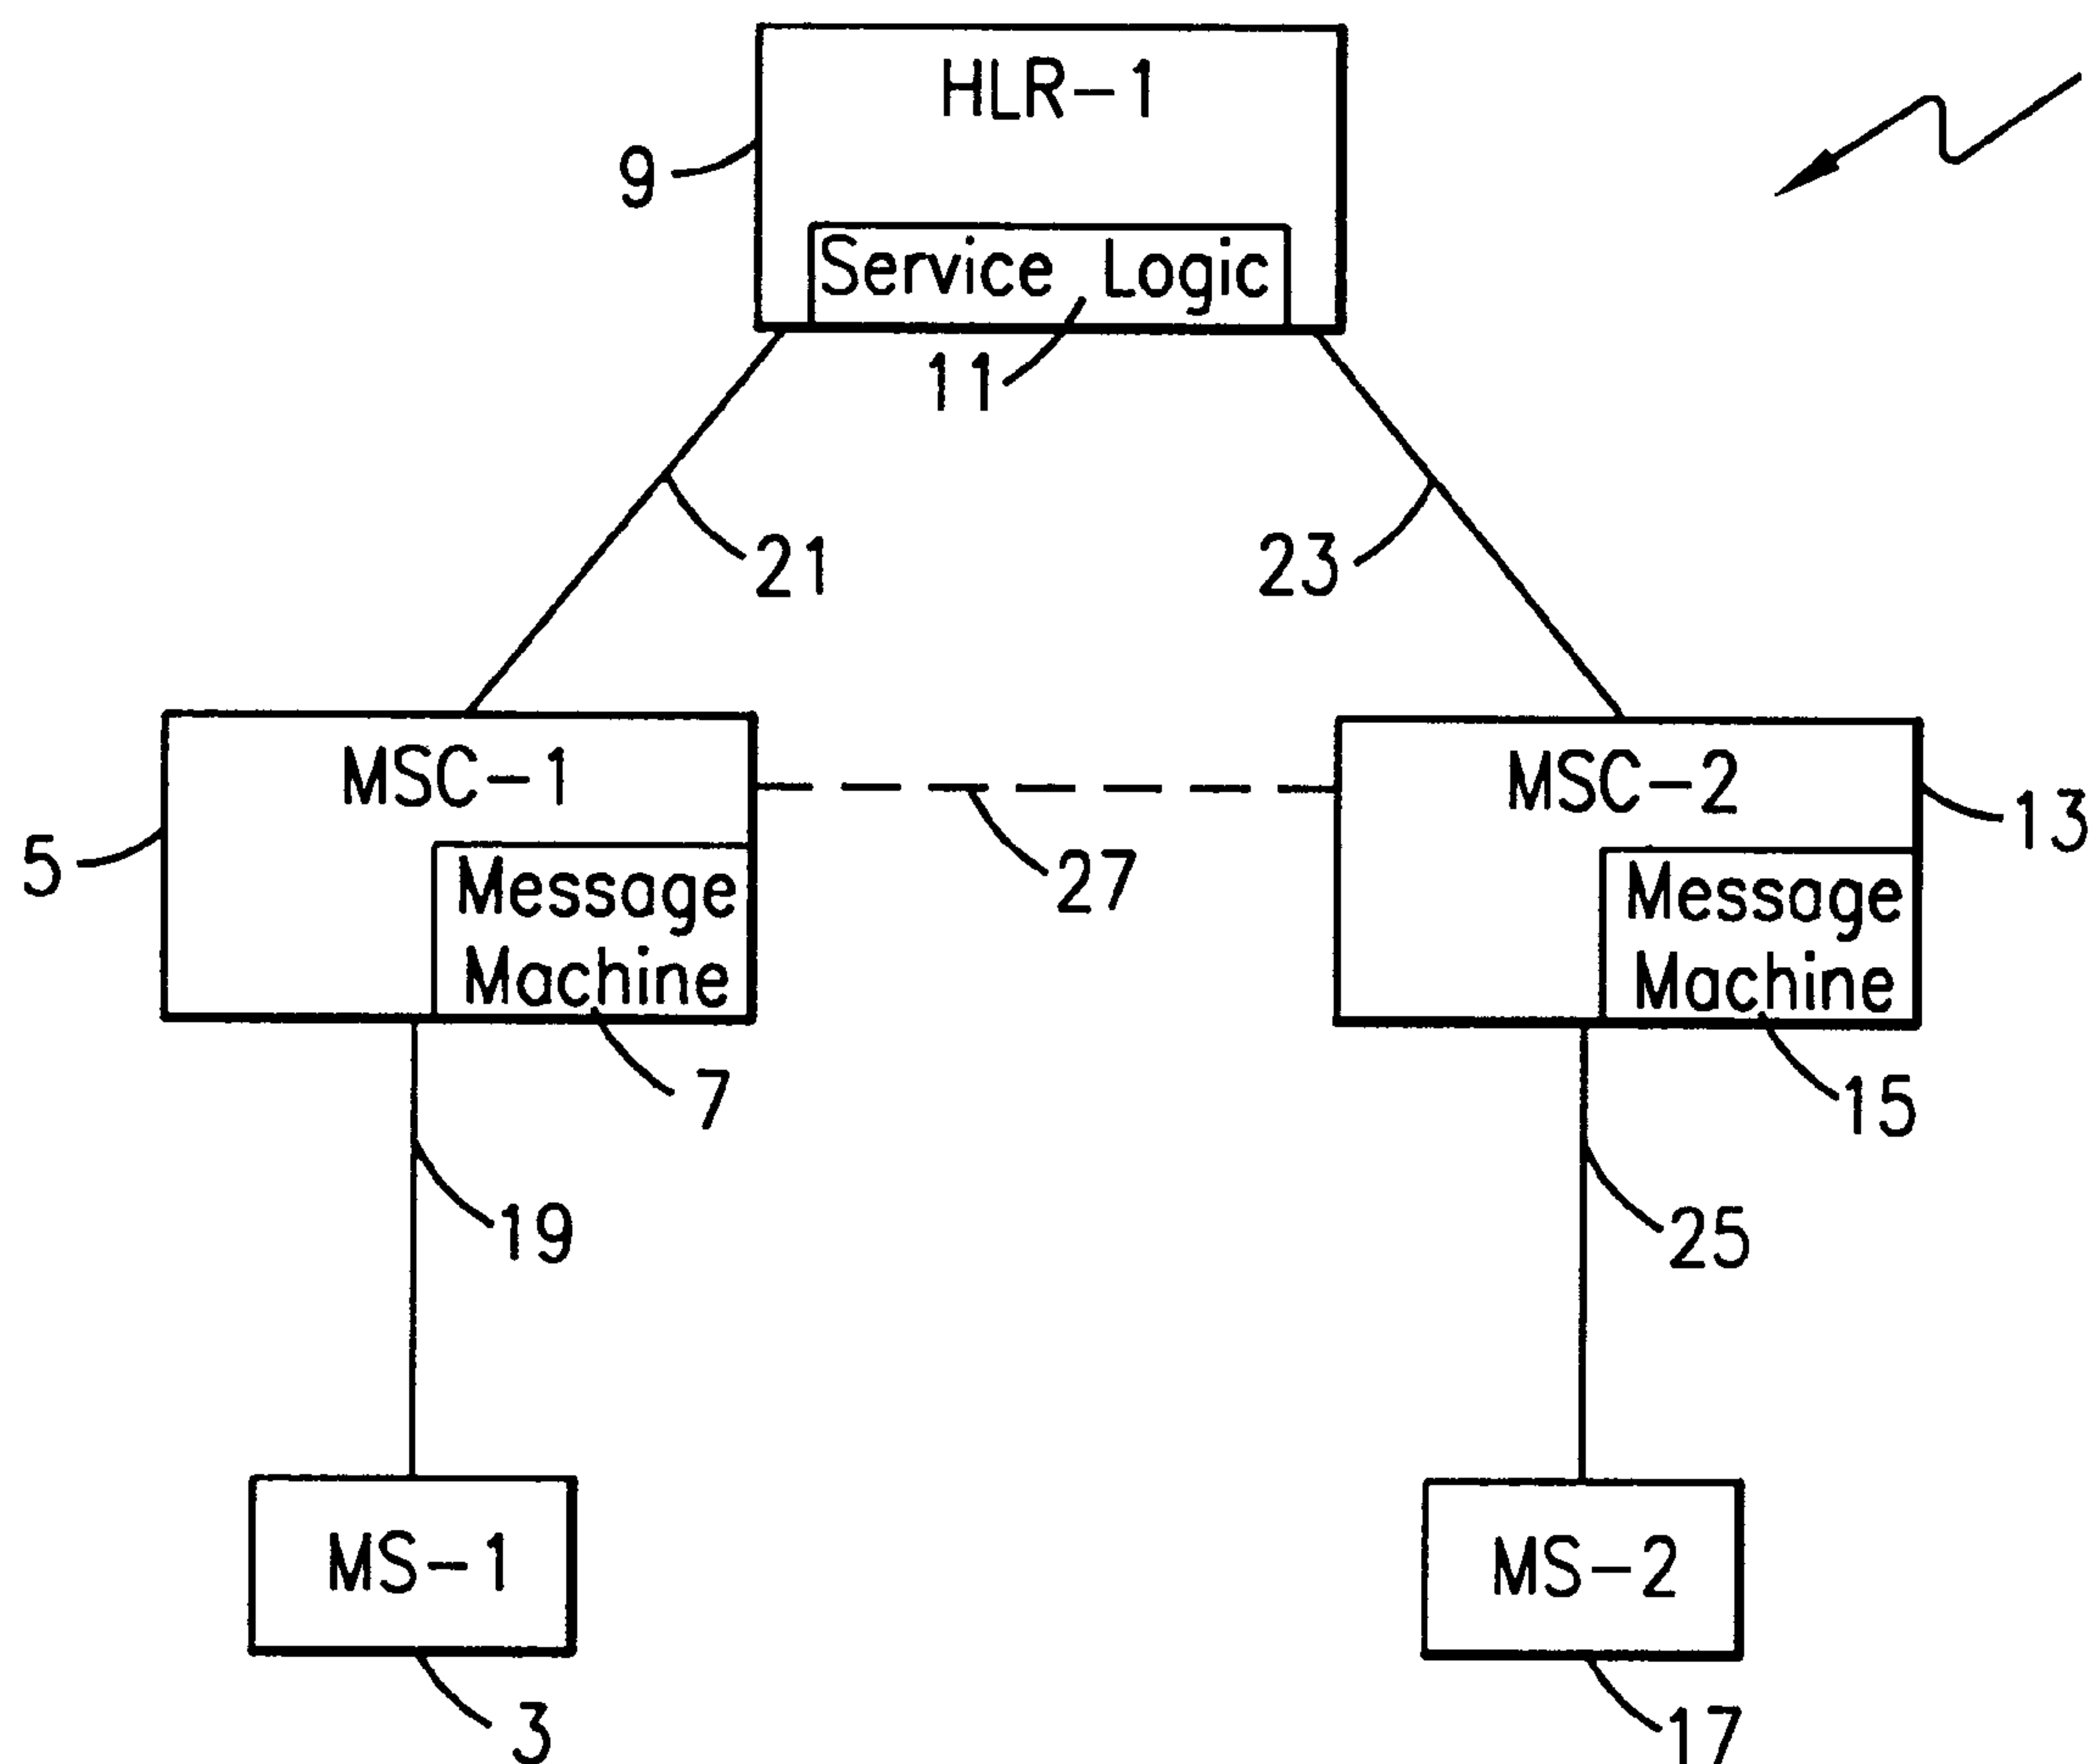 HLR-1
9
Service Logic
11
21
23
MSC-1
MSC-2
13
5
27
Message
Machine
Message
Machine
7
15
19
25
MS-1
MS-2
3
17